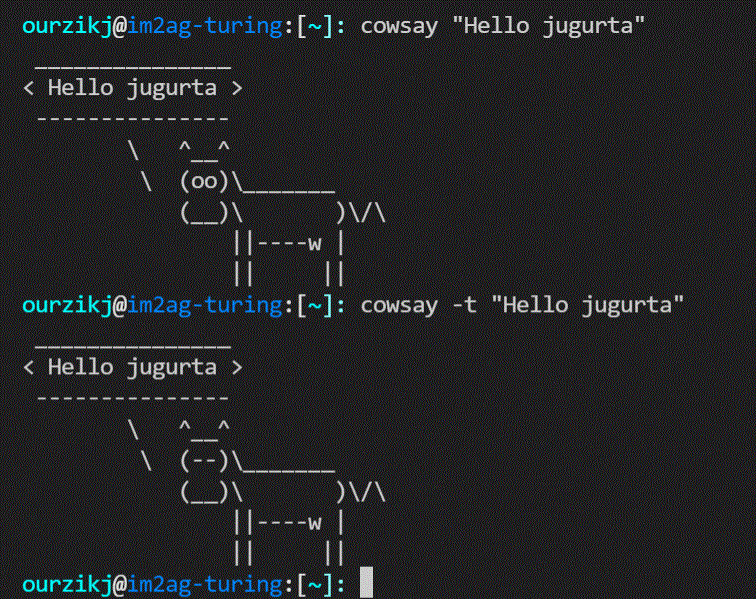 ourzikj@im2ag-turing:[~]: cowsay "Hello jugurta"
 _______________
< Hello jugurta >
 ---------------
        \   ^__^
         \  (oo)\_______
            (__)\       )\/\
                ||----w |
                ||     ||
ourzikj@im2ag-turing:[~]: cowsay -t "Hello jugurta"
 _______________
< Hello jugurta >
 ---------------
        \   ^__^
         \  (--)\_______
            (__)\       )\/\
                ||----w |
                ||     ||
ourzikj@im2ag-turing:[~]: